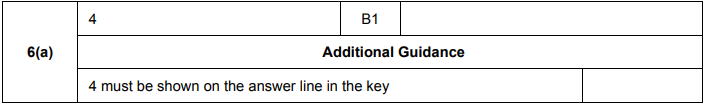 4 B1
6(a)
Additional Guidance
4 must be shown on the answer line in the key